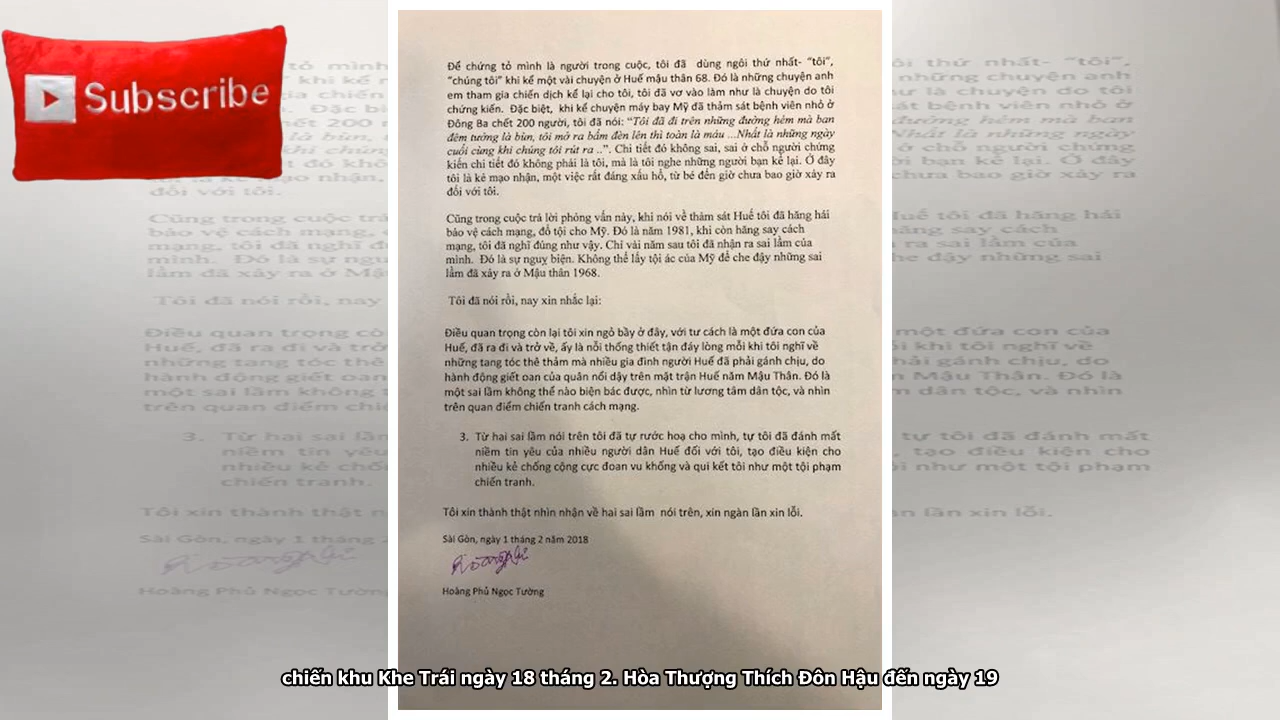 Subscribe
Để chứng tỏ mình là người trong cuộc, tôi đã dùng ngôi thứ nhất- “tôi”,
“chúng tôi” khi kể một vài chuyện ở Huế mậu thân 68. Đó là những chuyện anh
em tham gia chiến dịch kể lại cho tôi, tôi đã vơ vào làm như là chuyện do tôi
chứng kiến. Đặc biệt, khi kể chuyện máy bay Mỹ đã thảm sát bệnh viên nhỏ ở
Đông Ba chết 200 người, tôi đã nói: “Tôi đã đi trên những đường hẻm mà ban
đêm tưởng là bùn, tôi mở ra bấm đèn lên thì toàn là máu ...Nhất là những ngày
cuối cùng khi chúng tôi rút ra ..”. Chi tiết đó không sai, sai ở chỗ người chứng
kiến chi tiết đó không phải là tôi, mà là tôi nghe những người bạn kể lại. Ở đây
tôi là kẻ mạo nhận, một việc rất đáng xấu hổ, từ bé đến giờ chưa bao giờ xảy ra
đối với tôi.
Cũng trong cuộc trả lời phỏng vấn này, khi nói về thảm sát Huế tôi đã hăng hái
bảo vệ cách mạng, đổ tội cho Mỹ. Đó là năm 1981, khi còn hăng say cách
mạng, tôi đã nghĩ đúng như vậy. Chỉ vài năm sau tôi đã nhận ra sai lầm của
mình. Đó là sự nguỵ biện. Không thể lấy tội ác của Mỹ để che đậy những sai
lầm đã xảy ra ở Mậu thân 1968.
Tôi đã nói rồi, nay xin nhắc lại:
Điều quan trọng còn lại tôi xin ngỏ bầy ở đây, với tư cách là một đứa con của
Huế, đã ra đi và trở về, ấy là nỗi thống thiết tận đáy lòng mỗi khi tôi nghĩ về
những tang tóc thê thảm mà nhiều gia đình người Huế đã phải gánh chịu, do
hành động giết oan của quân nổi dậy trên mặt trận Huế năm Mậu Thân. Đó là
một sai lầm không thể nào biện bác được, nhìn từ lương tâm dân tộc, và nhìn
trên quan điểm chiến tranh cách mạng.
3. Từ hai sai lầm nói trên tôi đã tự rước hoạ cho mình, tự tôi đã đánh mất
niềm tin yêu của nhiều người dân Huế đối với tôi, tạo điều kiện cho
nhiều kẻ chống cộng cực đoan vu khống và qui kết tôi như một tội phạm
chiến tranh.
Tôi xin thành thật nhìn nhận về hai sai lầm nói trên, xin ngàn lần xin lỗi.
Sài Gòn, ngày 1 tháng 2 năm 2018
Hoàng Phủ Ngọc Tường
chiến khu Khe Trái ngày 18 tháng 2. Hòa Thượng Thích Đôn Hậu đến ngày 19